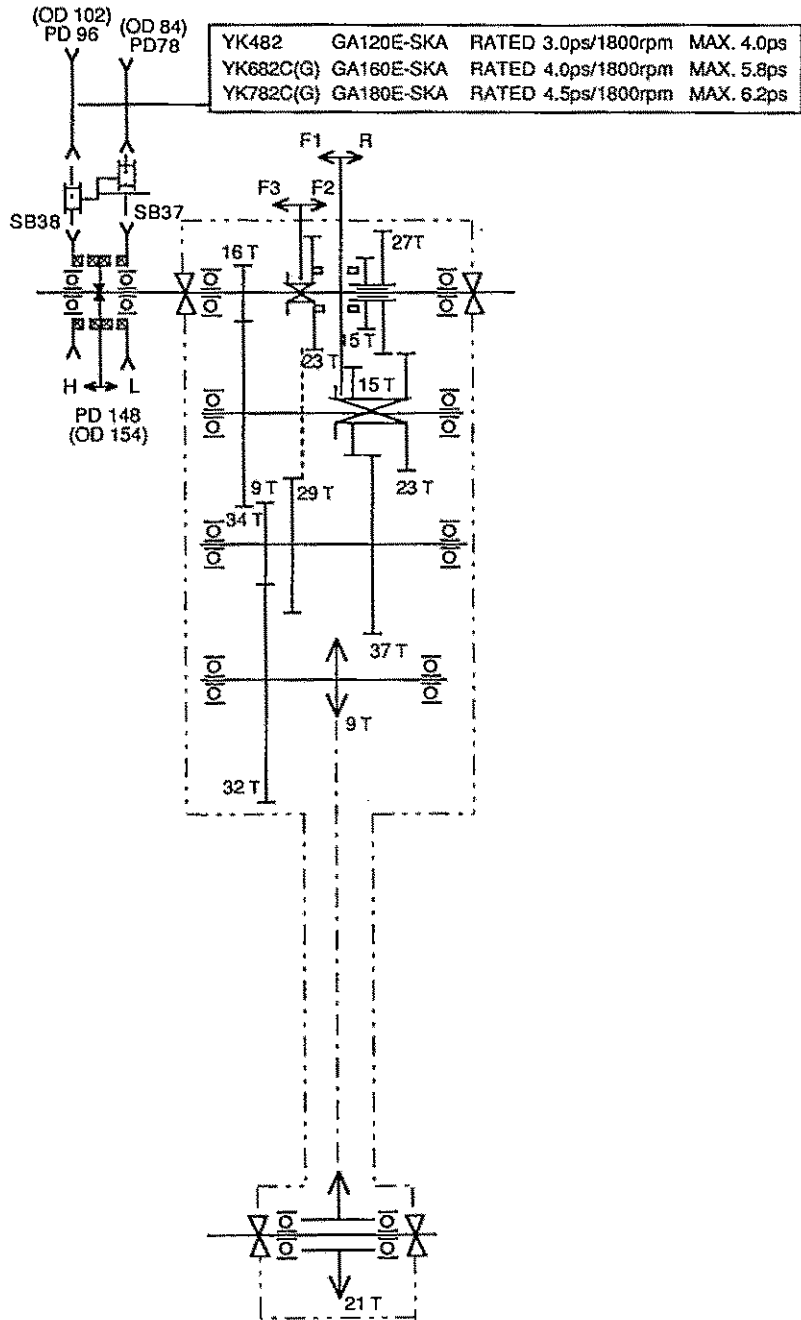 (OD 102)
PD 96
(OD 84)
PD78
YK482 GA120E-SKA RATED 3.0ps/1800rpm MAX. 4.0ps
YK682C(G) GA160E-SKA RATED 4.0ps/1800rpm MAX. 5.8ps
YK782C(G) GA180E-SKA RATED 4.5ps/1800rpm MAX. 6.2ps
F1 R
F3 F2
SB38 SB37
16 T
27T
15 T
23 T
H L
15 T
PD 148
(OD 154)
9 T
29 T
23 T
34 T
37 T
9 T
32 T
21 T